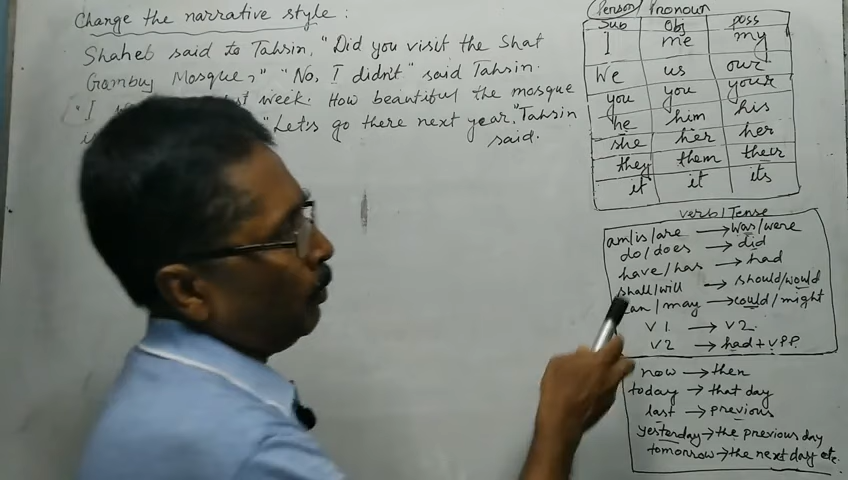 Change the narrative style:
Shaheb said to Tahsin, "Did you visit the Shat
Gambuj Mosque?" "No, I didn't" said Tahsin.
"I week. How beautiful the mosque
"Let's go there next year," Tahsin
said.
(Person) Pronoun
Sub obj poss
I me my
We us our
you you your
he him his
she her her
they them their
it it its
verb/Tense
am/is/are → was/were
do/does → did
have/has → had
shall/will → should/would
can/may → could/might
V1 → V2
V2 → had + V.P.P.
now → then
today → that day
last → previous
yesterday → the previous day
tomorrow → the next day etc.